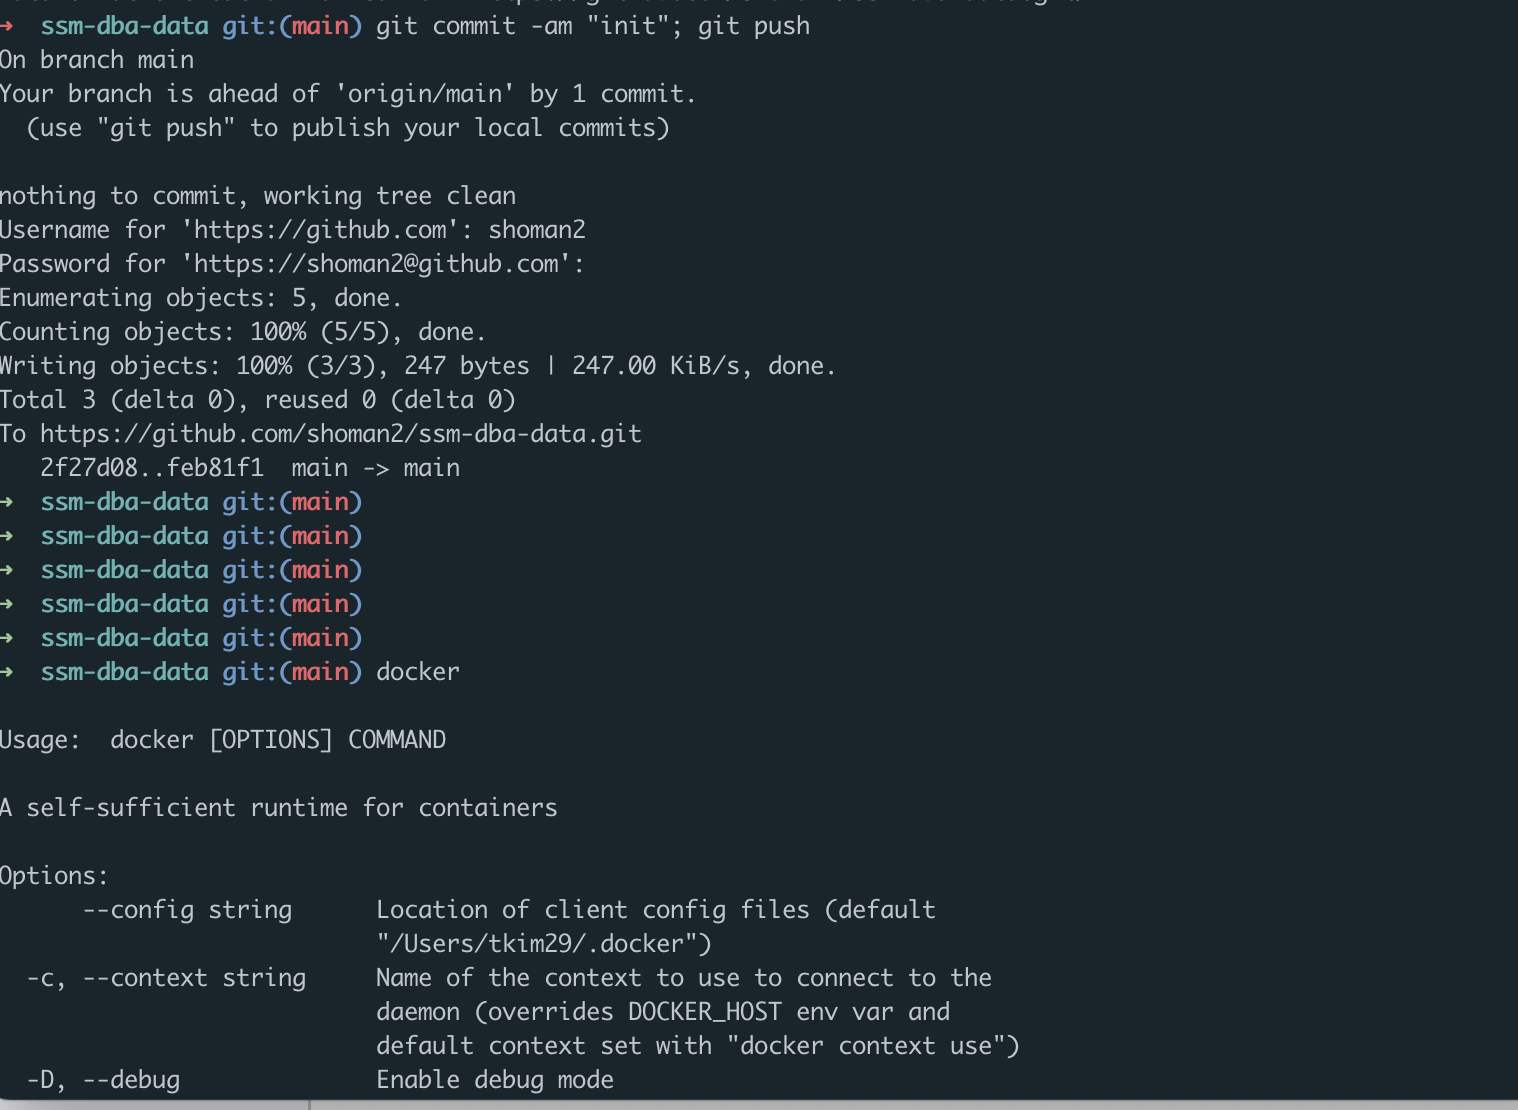 ➜  ssm-dba-data git:(main) git commit -am "init"; git push
On branch main
Your branch is ahead of 'origin/main' by 1 commit.
  (use "git push" to publish your local commits)
nothing to commit, working tree clean
Username for 'https://github.com': shoman2
Password for 'https://shoman2@github.com':
Enumerating objects: 5, done.
Counting objects: 100% (5/5), done.
Writing objects: 100% (3/3), 247 bytes | 247.00 KiB/s, done.
Total 3 (delta 0), reused 0 (delta 0)
To https://github.com/shoman2/ssm-dba-data.git
   2f27d08..feb81f1  main -> main
➜  ssm-dba-data git:(main)
➜  ssm-dba-data git:(main)
➜  ssm-dba-data git:(main)
➜  ssm-dba-data git:(main)
➜  ssm-dba-data git:(main)
➜  ssm-dba-data git:(main) docker
Usage:  docker [OPTIONS] COMMAND
A self-sufficient runtime for containers
Options:
      --config string      Location of client config files (default
                           "/Users/tkim29/.docker")
  -c, --context string     Name of the context to use to connect to the
                           daemon (overrides DOCKER_HOST env var and
                           default context set with "docker context use")
  -D, --debug              Enable debug mode